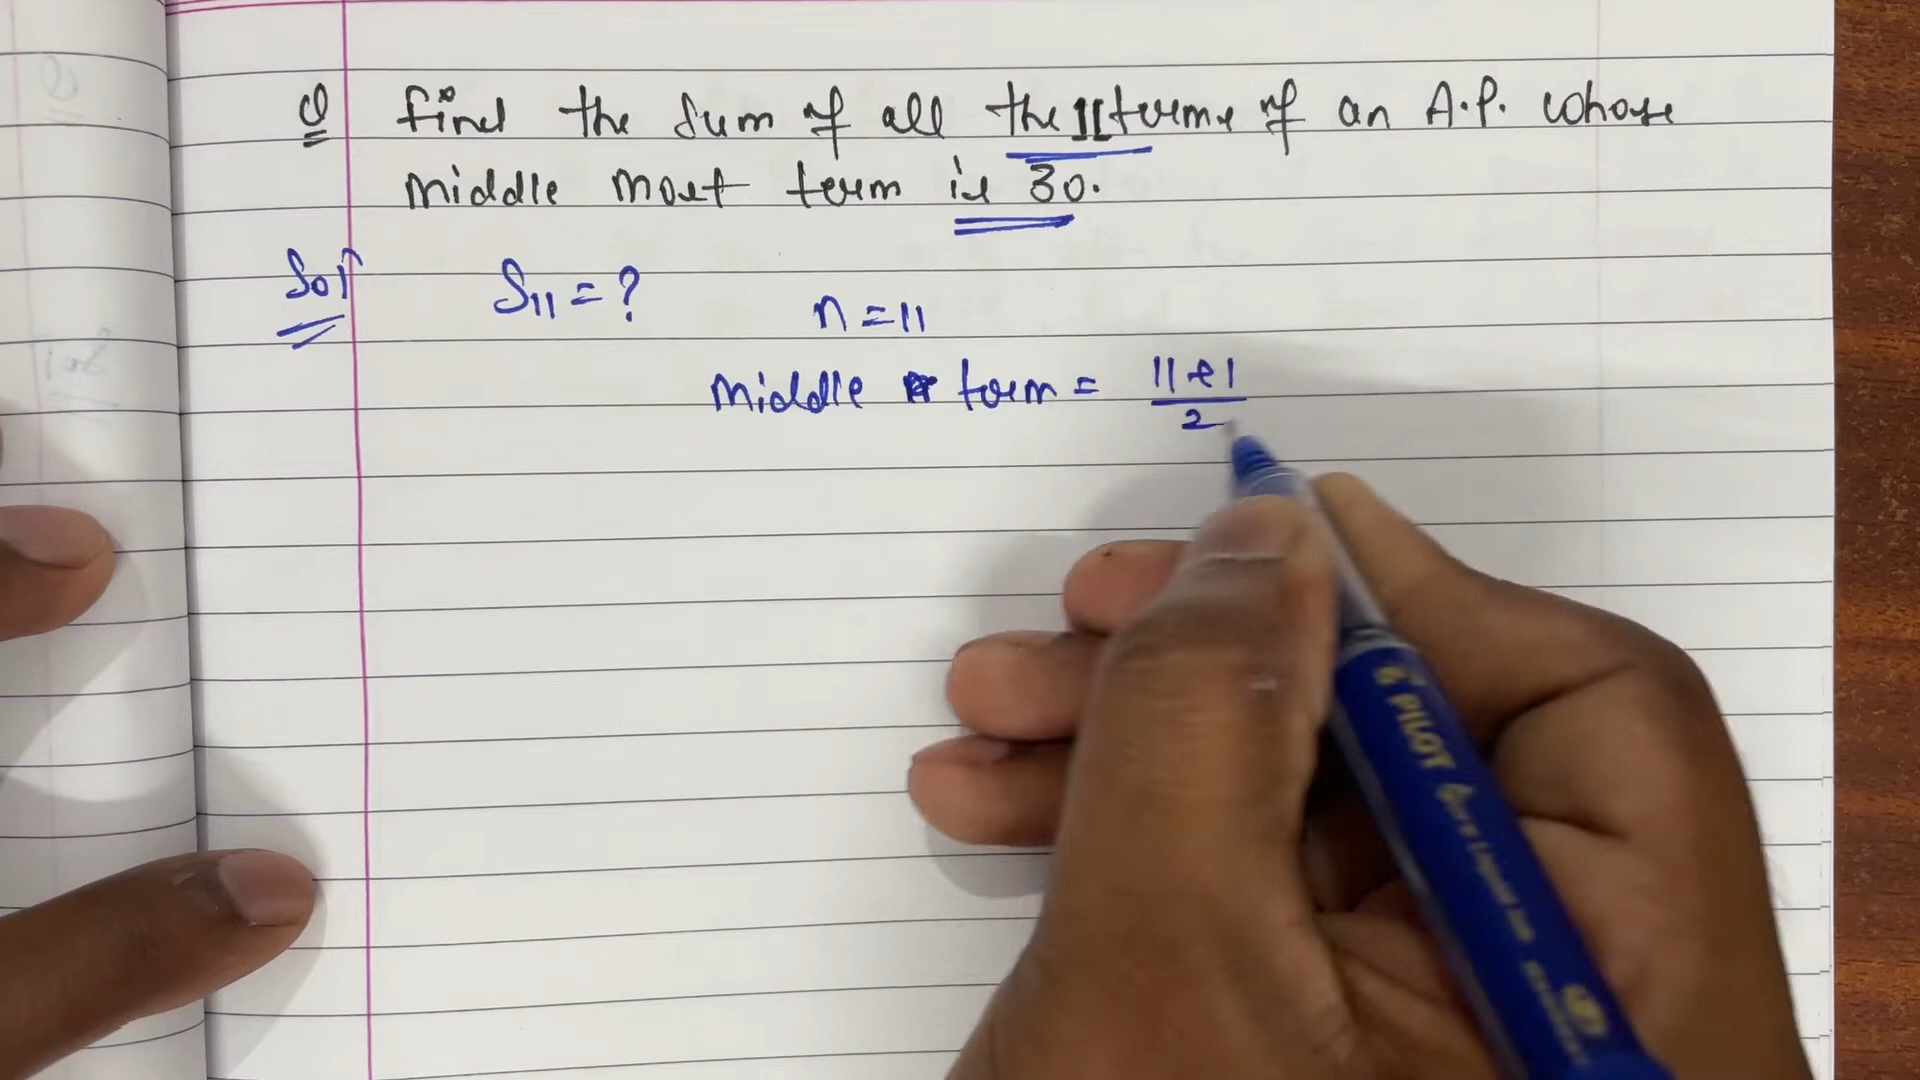 Q Find the sum of all the 11 terms of an A.P. whose
middle most term is 30.
Sol^n S11 = ? n = 11
Middle term = 11+1/2
PILOT